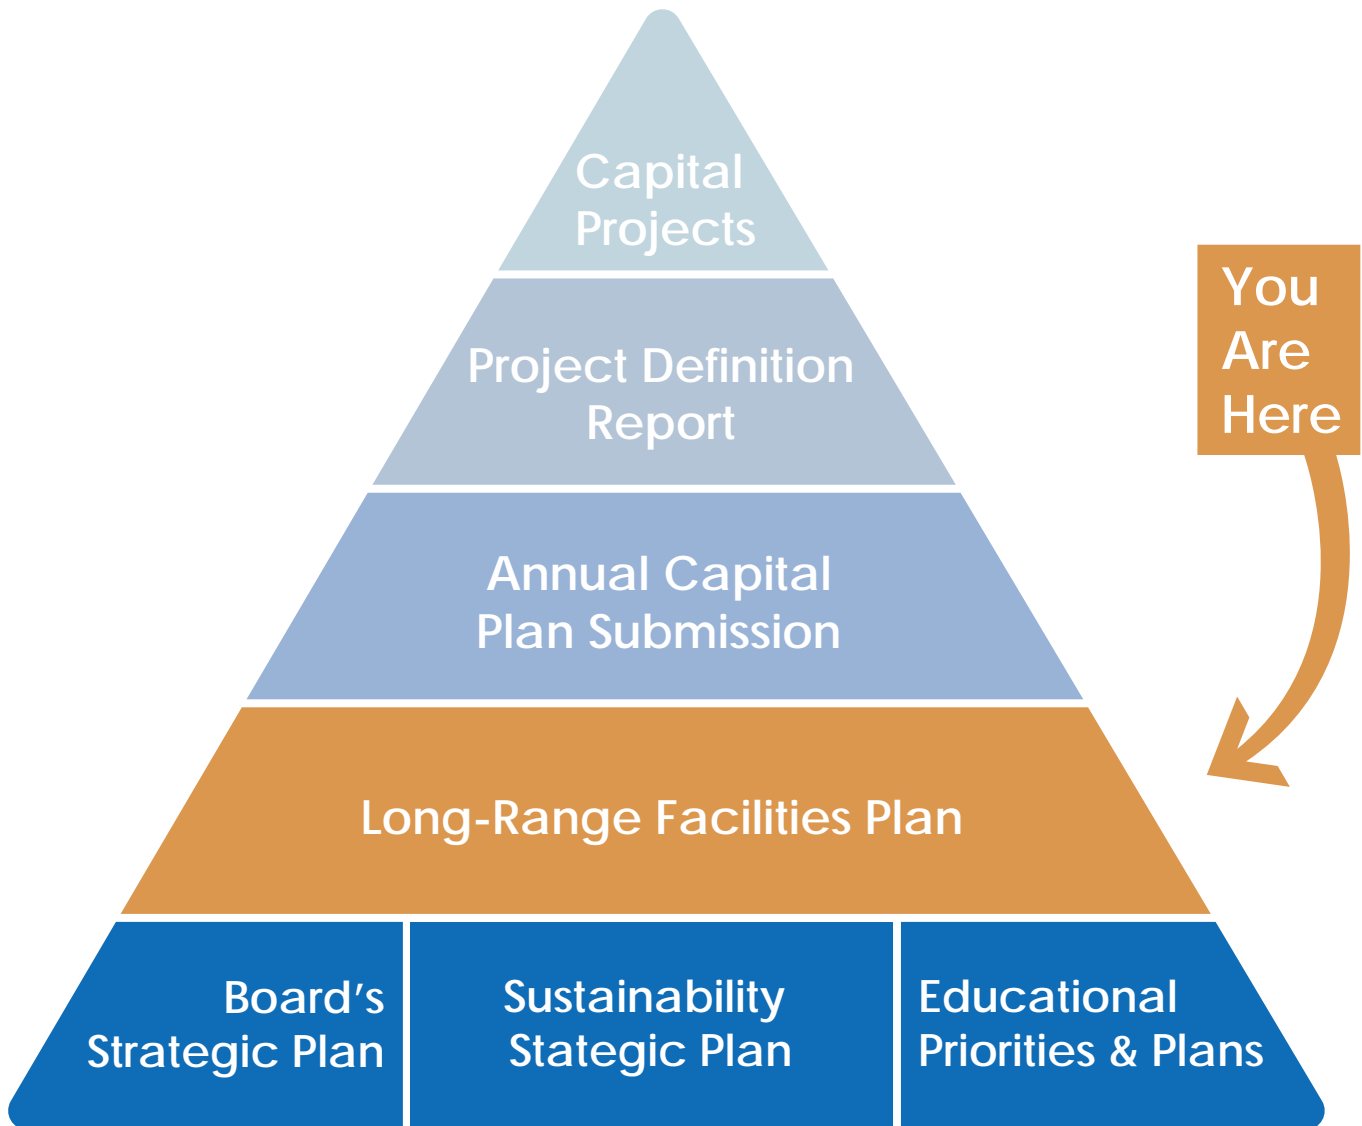 Capital
Projects
You
Are
Here
Project Definition
Report
Annual Capital
Plan Submission
Long-Range Facilities Plan
Board’s
Strategic Plan
Sustainability
Stategic Plan
Educational
Priorities & Plans